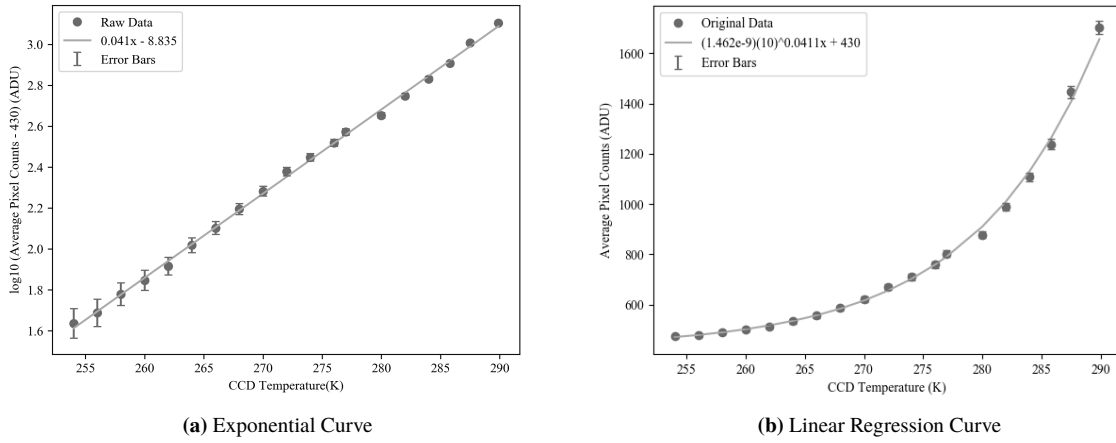 Raw Data
0.041x - 8.835
Error Bars
3.0
2.8
2.6
2.4
2.2
2.0
1.8
1.6
log10 (Average Pixel Counts - 430) (ADU)
255 260 265 270 275 280 285 290
CCD Temperature(K)
(a) Exponential Curve
Original Data
(1.462e-9)(10)^0.0411x + 430
Error Bars
1600
1400
1200
1000
800
600
Average Pixel Counts (ADU)
255 260 265 270 275 280 285 290
CCD Temperature (K)
(b) Linear Regression Curve